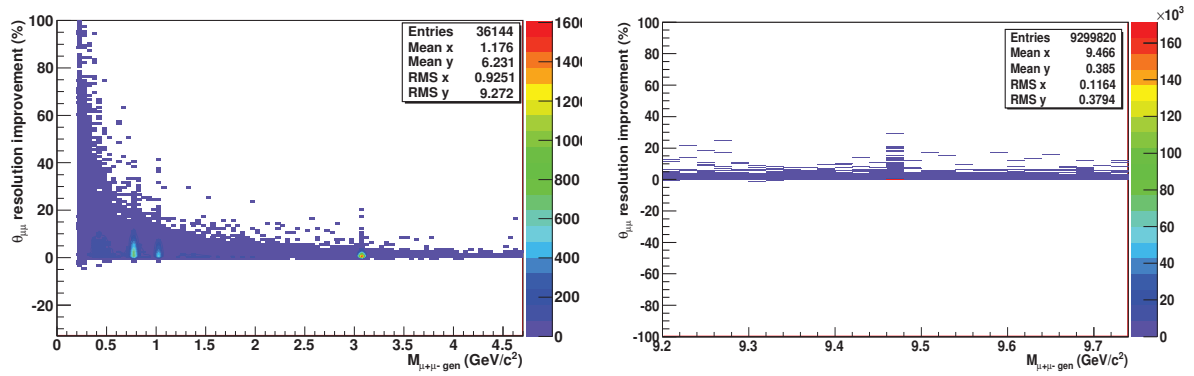 θμμ resolution improvement (%)
100
80
60
40
20
0
-20
Entries 36144
Mean x 1.176
Mean y 6.231
RMS x 0.9251
RMS y 9.272
1600
1400
1200
1000
800
600
400
200
0
0 0.5 1 1.5 2 2.5 3 3.5 4 4.5
Mμ+μ- gen (GeV/c²)
θμμ resolution improvement (%)
100
80
60
40
20
0
-20
-40
-60
-80
-100
Entries 9299820
Mean x 9.466
Mean y 0.385
RMS x 0.1164
RMS y 0.3794
×10³
160
140
120
100
80
60
40
20
0
9.2 9.3 9.4 9.5 9.6 9.7
Mμ+μ- gen (GeV/c²)